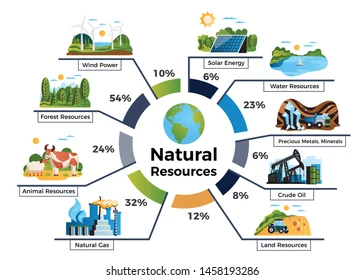 Wind Power
Solar Energy
10%
6%
Water Resources
23%
54%
Forest Resources
Precious Metals, Minerals
24%
Natural
Resources
6%
Animal Resources
Crude Oil
32%
8%
12%
Natural Gas
Land Resources
shutterstock.com · 1458193286